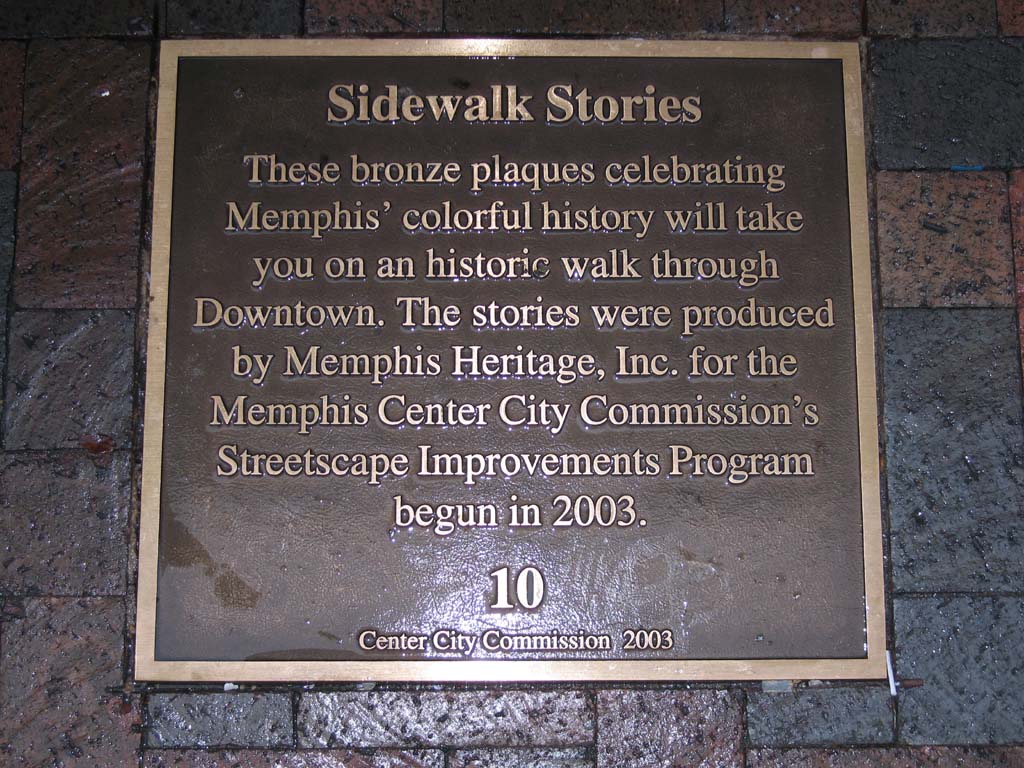 Sidewalk Stories
These bronze plaques celebrating
Memphis’ colorful history will take
you on an historic walk through
Downtown. The stories were produced
by Memphis Heritage, Inc. for the
Memphis Center City Commission’s
Streetscape Improvements Program
begun in 2003.
10
Center City Commission 2003